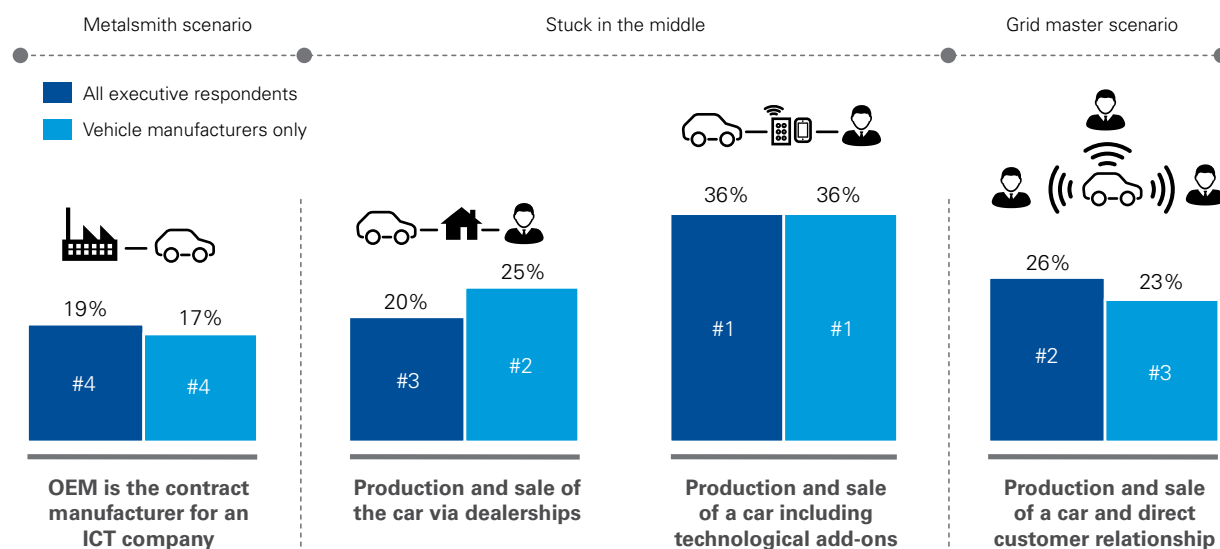 Metalsmith scenario
Stuck in the middle
Grid master scenario
All executive respondents
Vehicle manufacturers only
19%
17%
20%
25%
36%
36%
26%
23%
#4
#4
#3
#2
#1
#1
#2
#3
OEM is the contract
manufacturer for an
ICT company
Production and sale of
the car via dealerships
Production and sale
of a car including
technological add-ons
Production and sale
of a car and direct
customer relationship